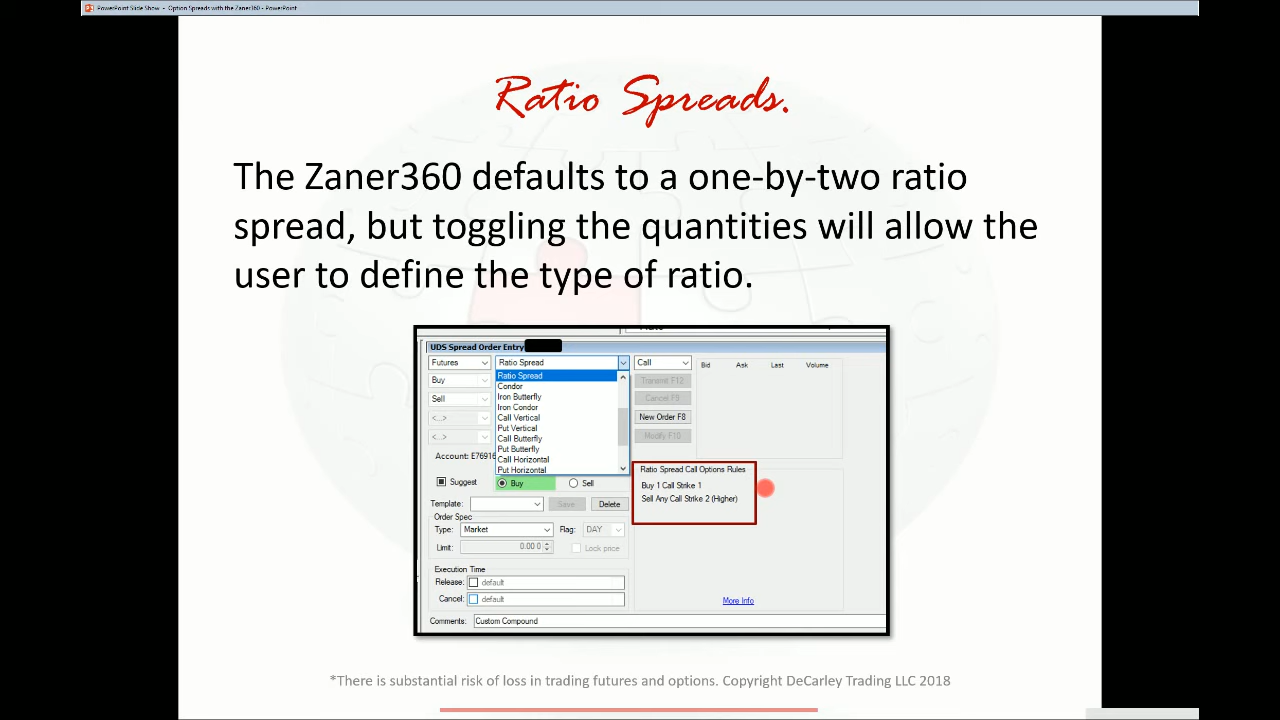 PowerPoint Slide Show - Option Spreads with the Zaner360 - PowerPoint
Ratio Spreads.
The Zaner360 defaults to a one-by-two ratio
spread, but toggling the quantities will allow the
user to define the type of ratio.
UDS Spread Order Entry
Futures Ratio Spread Call Bid Ask Last Volume
Ratio Spread
Buy Condor Transmit F12
Iron Butterfly
Sell Iron Condor Cancel F9
Call Vertical New Order F8
<...> Put Vertical
<...> Call Butterfly Modify F10
Put Butterfly
Account: E76916 Call Horizontal
Put Horizontal Ratio Spread Call Options Rules
Suggest Buy Sell Buy 1 Call Strike 1
Sell Any Call Strike 2 (Higher)
Template: Save Delete
Order Spec
Type: Market Flag: DAY
Limit: 0.00 0 Lock price
Execution Time
Release: default
Cancel: default More Info
Comments: Custom Compound
*There is substantial risk of loss in trading futures and options. Copyright DeCarley Trading LLC 2018